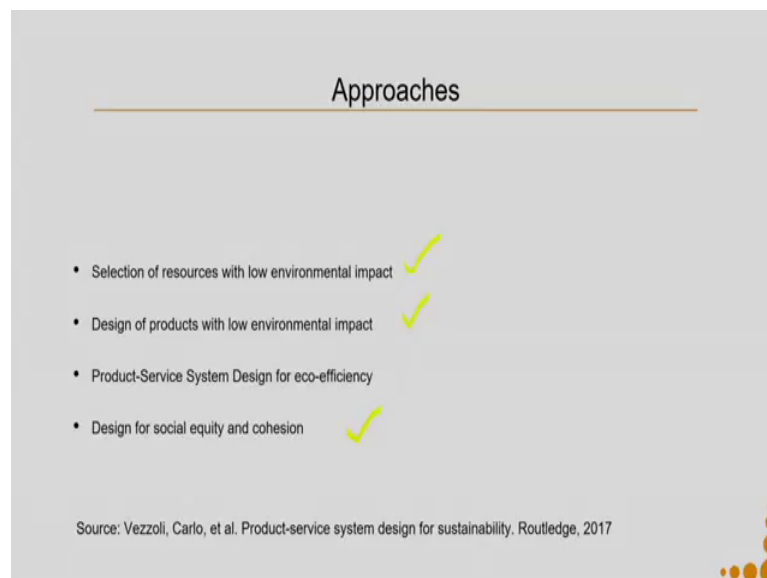 Approaches
• Selection of resources with low environmental impact
• Design of products with low environmental impact
• Product-Service System Design for eco-efficiency
• Design for social equity and cohesion
Source: Vezzoli, Carlo, et al. Product-service system design for sustainability. Routledge, 2017